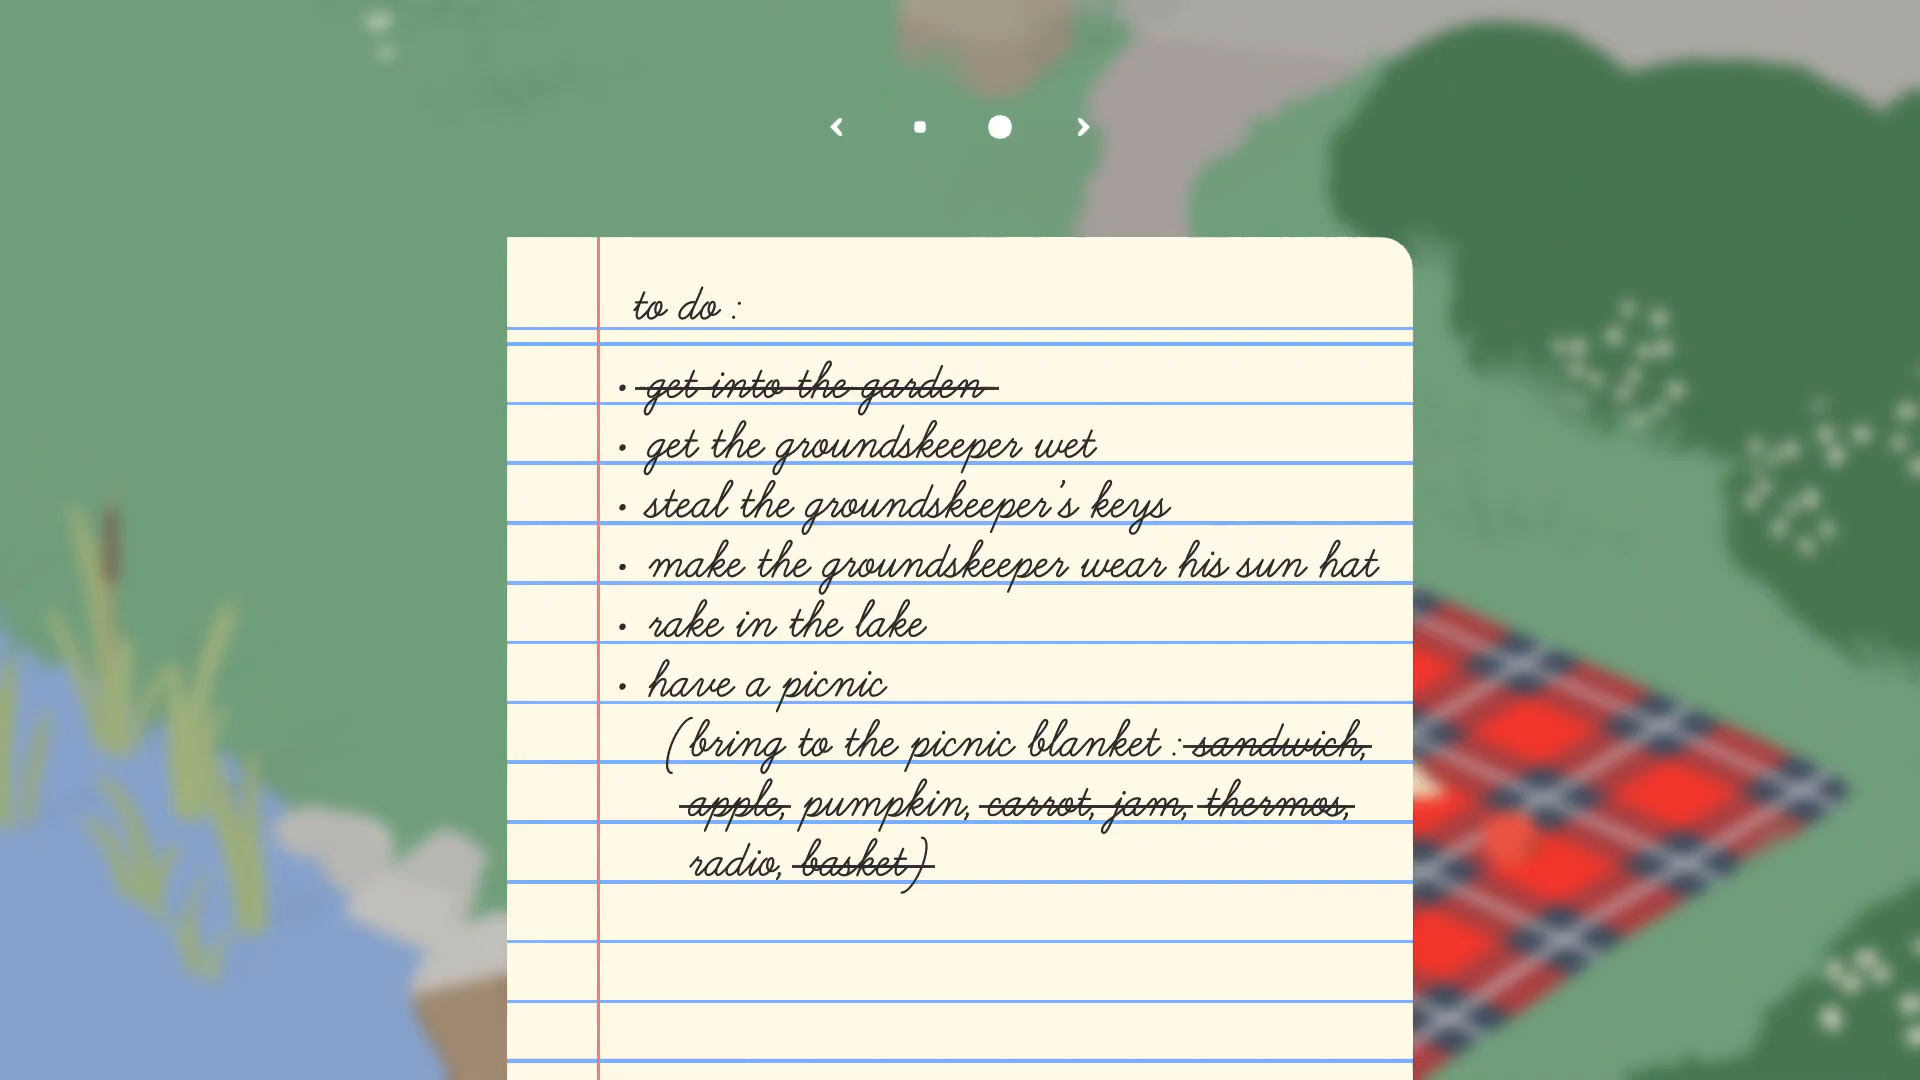 to do :
• get into the garden
• get the groundskeeper wet
• steal the groundskeeper's keys
• make the groundskeeper wear his sun hat
• rake in the lake
• have a picnic
(bring to the picnic blanket : sandwich,
apple, pumpkin, carrot, jam, thermos,
radio, basket)